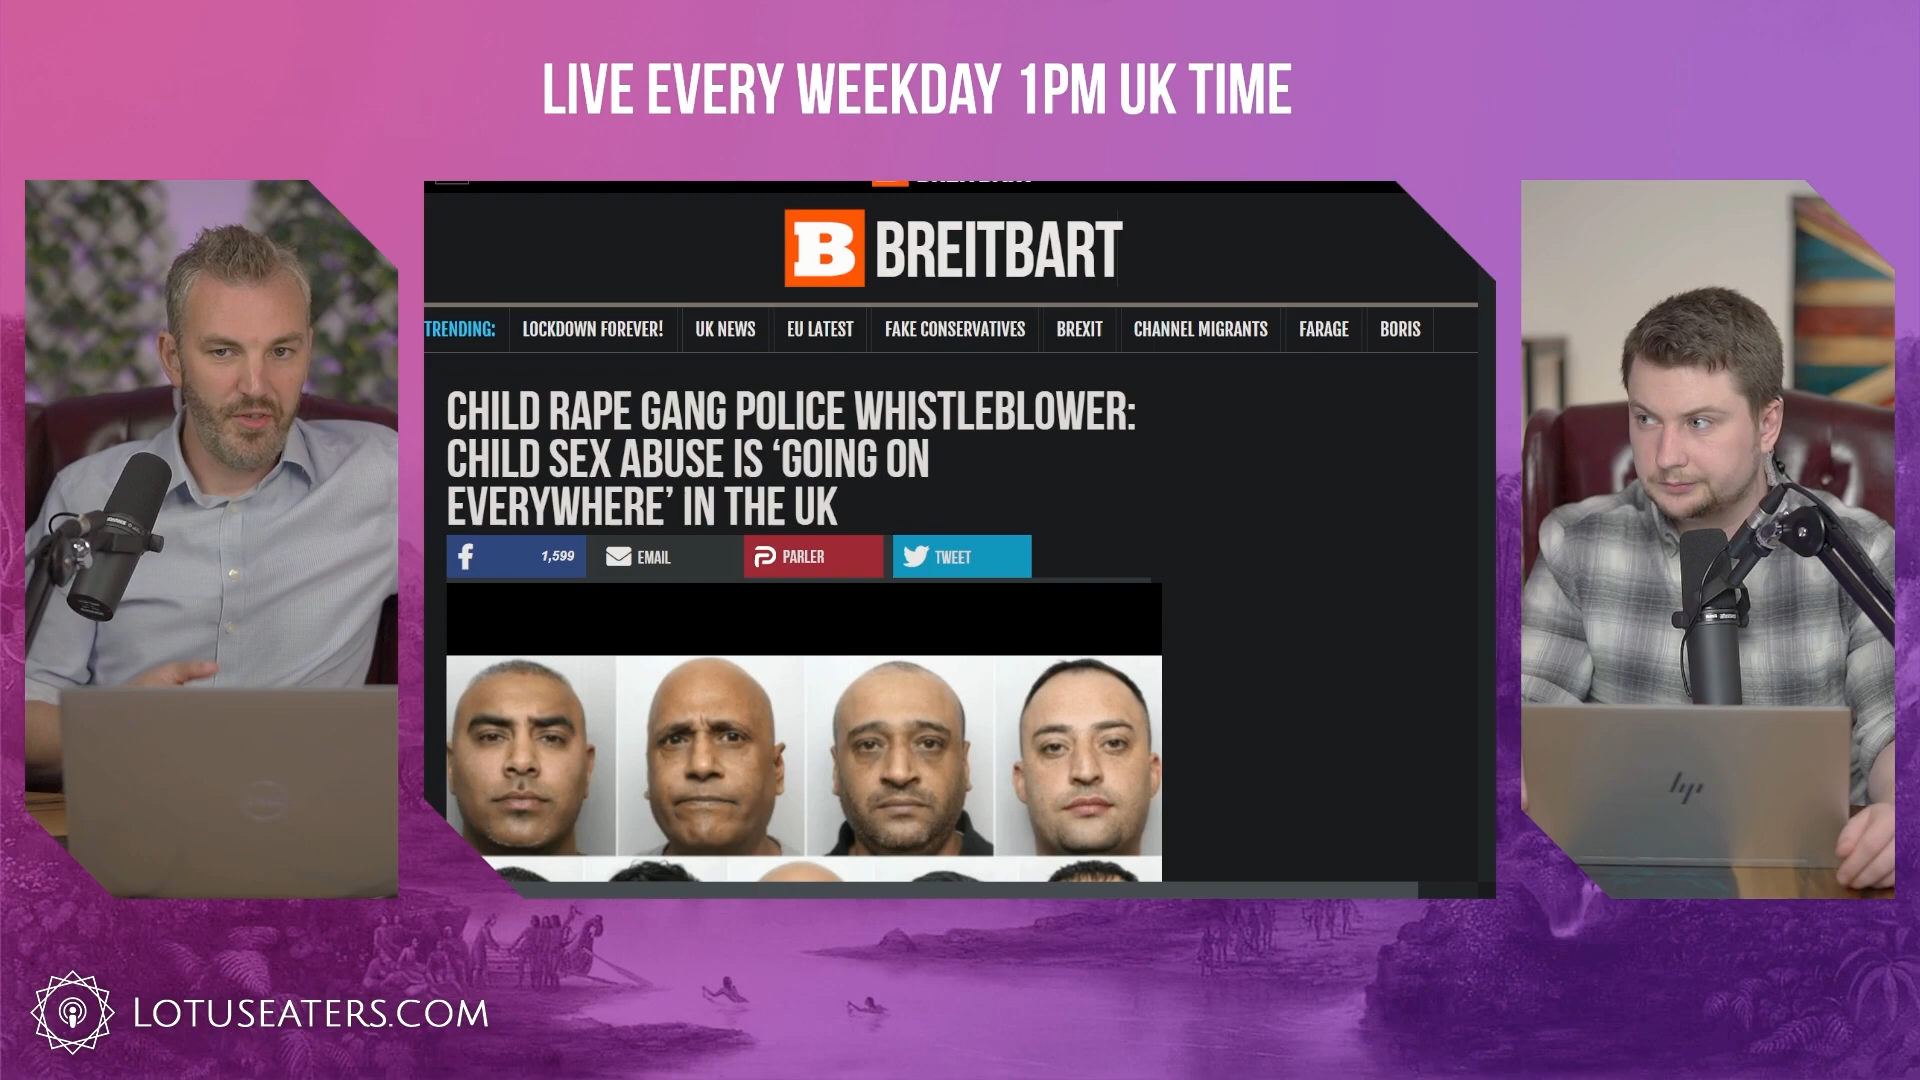 LIVE EVERY WEEKDAY 1PM UK TIME
B BREITBART
TRENDING: LOCKDOWN FOREVER! UK NEWS EU LATEST FAKE CONSERVATIVES BREXIT CHANNEL MIGRANTS FARAGE BORIS
CHILD RAPE GANG POLICE WHISTLEBLOWER:
CHILD SEX ABUSE IS ‘GOING ON
EVERYWHERE’ IN THE UK
f 1,599 EMAIL PARLER TWEET
hp
LOTUSEATERS.COM